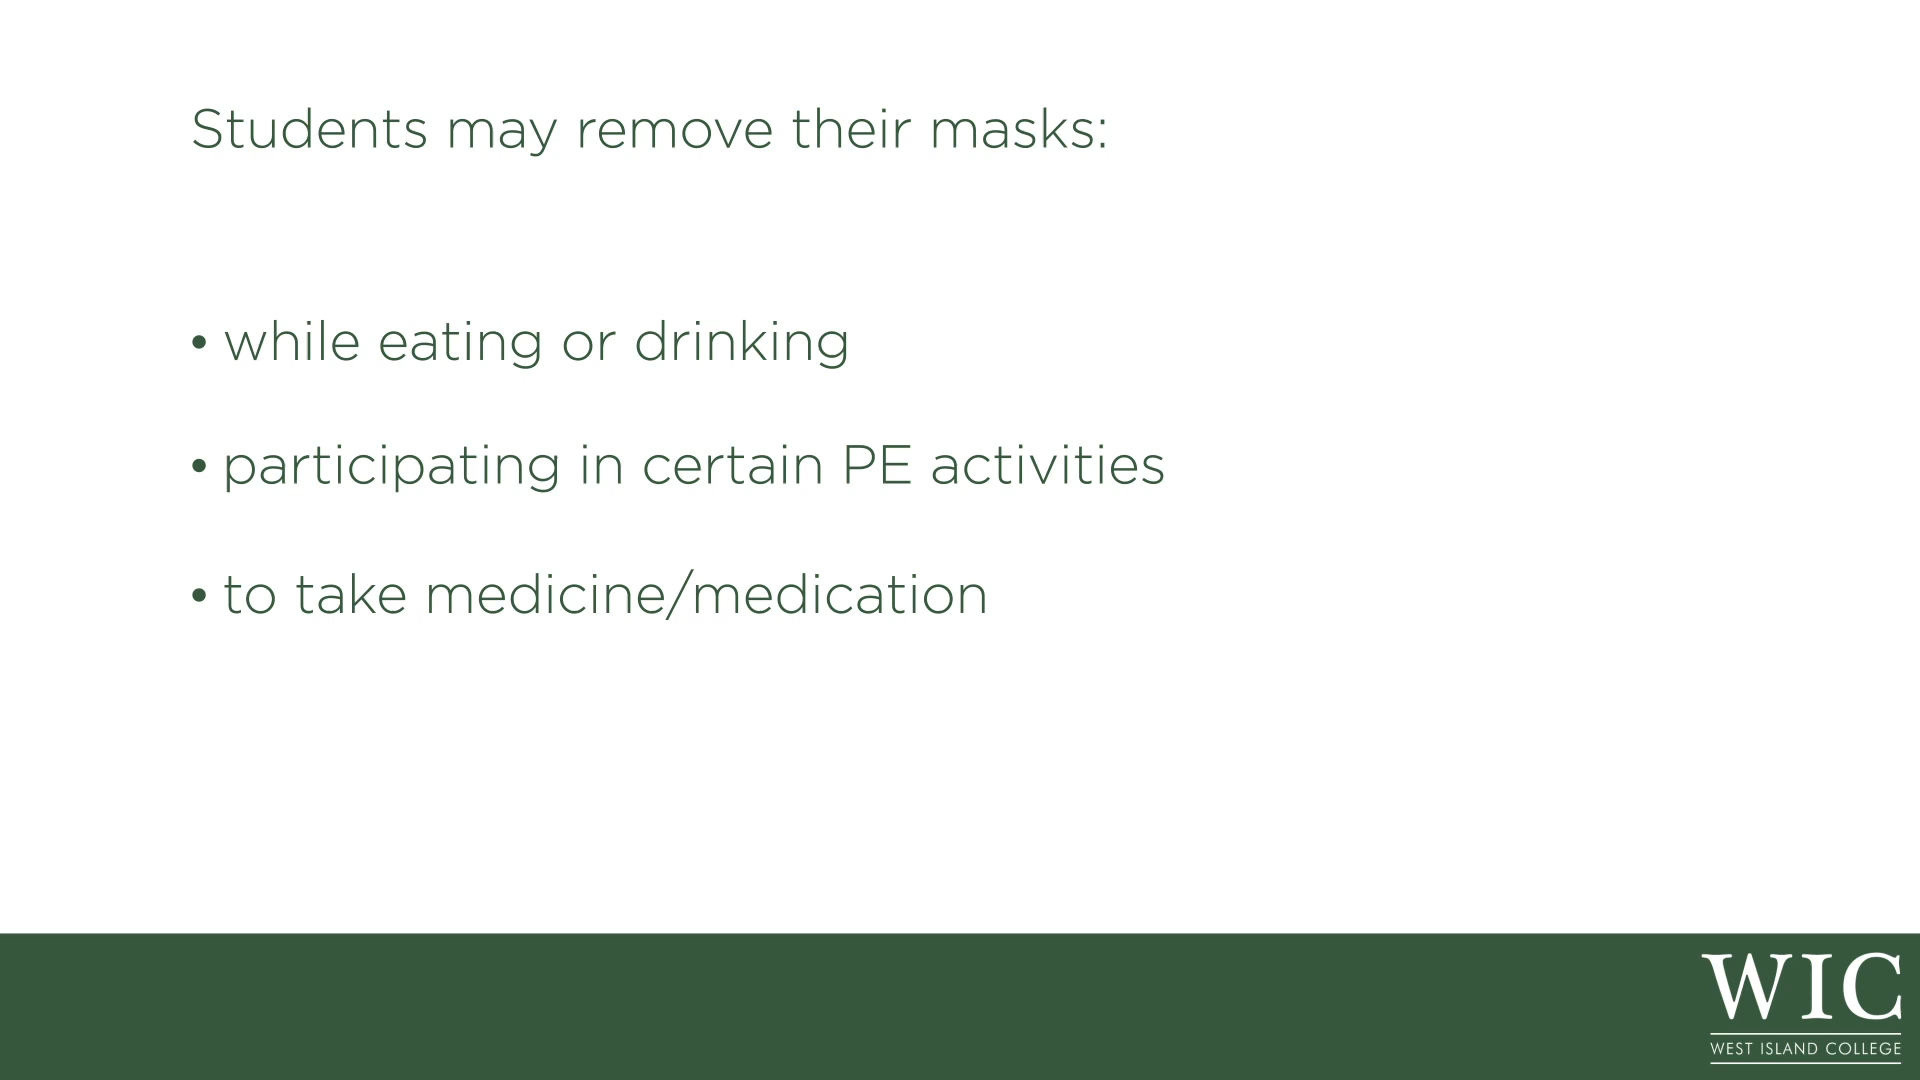 Students may remove their masks:
• while eating or drinking
• participating in certain PE activities
• to take medicine/medication
WIC
WEST ISLAND COLLEGE